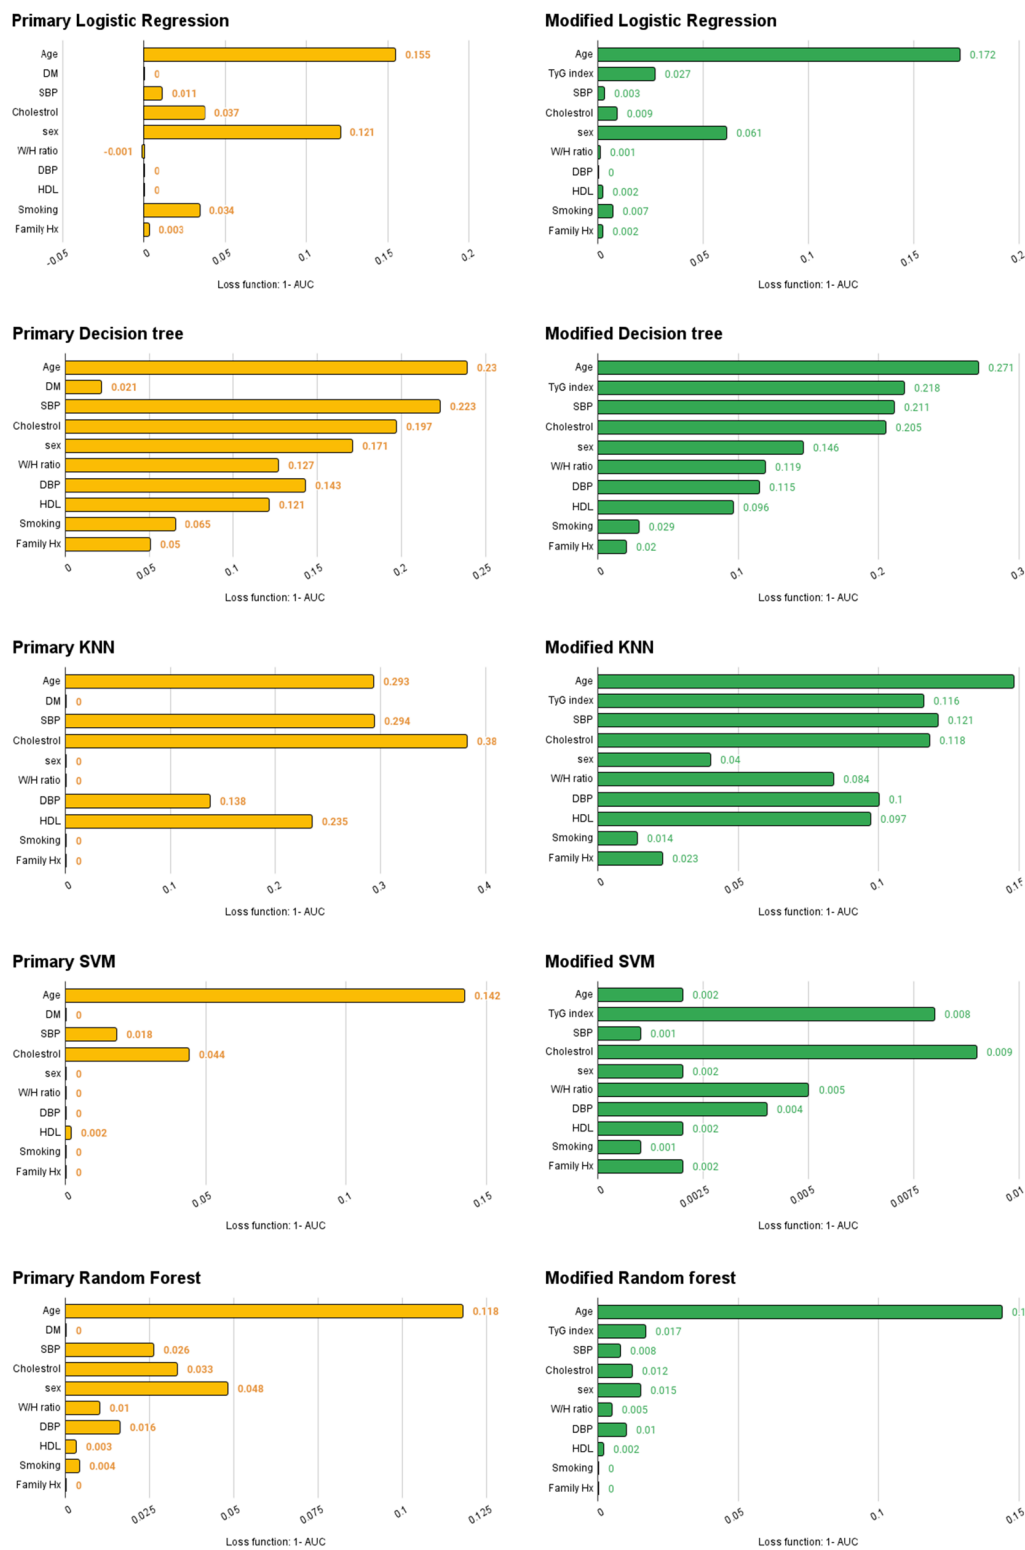 Primary Logistic Regression
Age 0.155
DM 0
SBP 0.011
Cholestrol 0.037
sex 0.121
W/H ratio -0.001
DBP 0
HDL 0
Smoking 0.034
Family Hx 0.003
-0.05 0 0.05 0.1 0.15 0.2
Loss function: 1- AUC
Modified Logistic Regression
Age 0.172
TyG index 0.027
SBP 0.003
Cholestrol 0.009
sex 0.061
W/H ratio 0.001
DBP 0
HDL 0.002
Smoking 0.007
Family Hx 0.002
0 0.05 0.1 0.15 0.2
Loss function: 1- AUC
Primary Decision tree
Age 0.23
DM 0.021
SBP 0.223
Cholestrol 0.197
sex 0.171
W/H ratio 0.127
DBP 0.143
HDL 0.121
Smoking 0.065
Family Hx 0.05
0 0.05 0.1 0.15 0.2 0.25
Loss function: 1- AUC
Modified Decision tree
Age 0.271
TyG index 0.218
SBP 0.211
Cholestrol 0.205
sex 0.146
W/H ratio 0.119
DBP 0.115
HDL 0.096
Smoking 0.029
Family Hx 0.02
0 0.1 0.2 0.3
Loss function: 1- AUC
Primary KNN
Age 0.293
DM 0
SBP 0.294
Cholestrol 0.38
sex 0
W/H ratio 0
DBP 0.138
HDL 0.235
Smoking 0
Family Hx 0
0 0.1 0.2 0.3 0.4
Loss function: 1- AUC
Modified KNN
Age
TyG index 0.116
SBP 0.121
Cholestrol 0.118
sex 0.04
W/H ratio 0.084
DBP 0.1
HDL 0.097
Smoking 0.014
Family Hx 0.023
0 0.05 0.1 0.15
Loss function: 1- AUC
Primary SVM
Age 0.142
DM 0
SBP 0.018
Cholestrol 0.044
sex 0
W/H ratio 0
DBP 0
HDL 0.002
Smoking 0
Family Hx 0
0 0.05 0.1 0.15
Loss function: 1- AUC
Modified SVM
Age 0.002
TyG index 0.008
SBP 0.001
Cholestrol 0.009
sex 0.002
W/H ratio 0.005
DBP 0.004
HDL 0.002
Smoking 0.001
Family Hx 0.002
0 0.0025 0.005 0.0075 0.01
Loss function: 1- AUC
Primary Random Forest
Age 0.118
DM 0
SBP 0.026
Cholestrol 0.033
sex 0.048
W/H ratio 0.01
DBP 0.016
HDL 0.003
Smoking 0.004
Family Hx 0
0 0.025 0.05 0.075 0.1 0.125
Loss function: 1- AUC
Modified Random forest
Age 0.1
TyG index 0.017
SBP 0.008
Cholestrol 0.012
sex 0.015
W/H ratio 0.005
DBP 0.01
HDL 0.002
Smoking 0
Family Hx 0
0 0.05 0.1 0.15
Loss function: 1- AUC